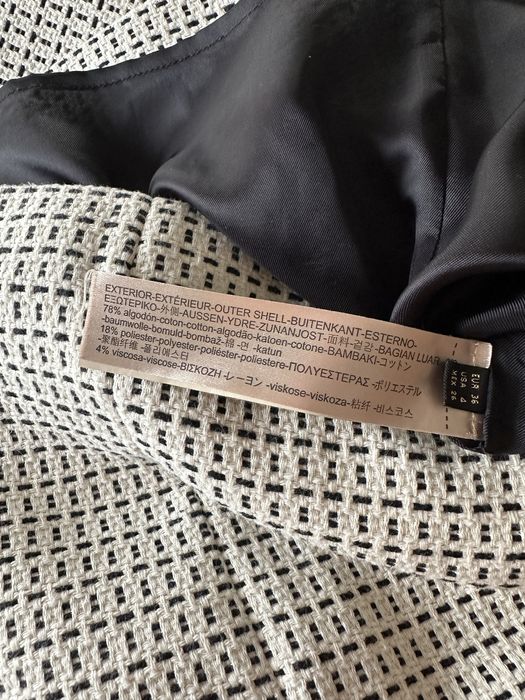 EXTERIOR-EXTÉRIEUR-OUTER SHELL-BUITENKANT-ESTERNO-
ΕΞΩΤΕΡΙΚΟ-外側-AUSSEN-YDRE-ZUNANJOST-面料-겉감-BAGIAN LUAR
78% algodón-coton-cotton-algodão-katoen-cotone-ΒΑΜΒΑΚΙ-コットン
-baumwolle-bomuld-bombaž-棉-면-katun
18% poliester-polyester-poliéster-poliestere-ΠΟΛΥΕΣΤΕΡΑΣ-ポリエステル
-聚酯纤维-폴리에스터
4% viscosa-viscose-ΒΙΣΚΟΖΗ-レーヨン-viskose-viskoza-粘纤-비스코스
EUR 36
USA 4
MEX 26